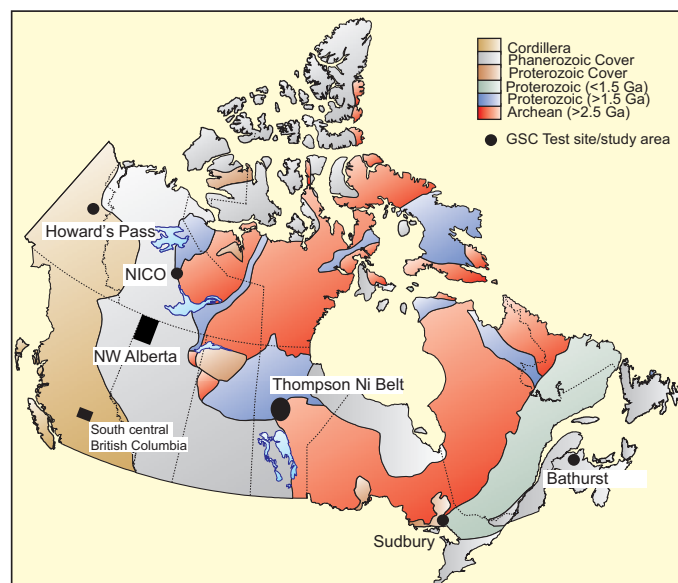 Cordillera
Phanerozoic Cover
Proterozoic Cover
Proterozoic (<1.5 Ga)
Proterozoic (>1.5 Ga)
Archean (>2.5 Ga)
GSC Test site/study area
Howard's Pass
NICO
NW Alberta
Thompson Ni Belt
South central
British Columbia
Bathurst
Sudbury